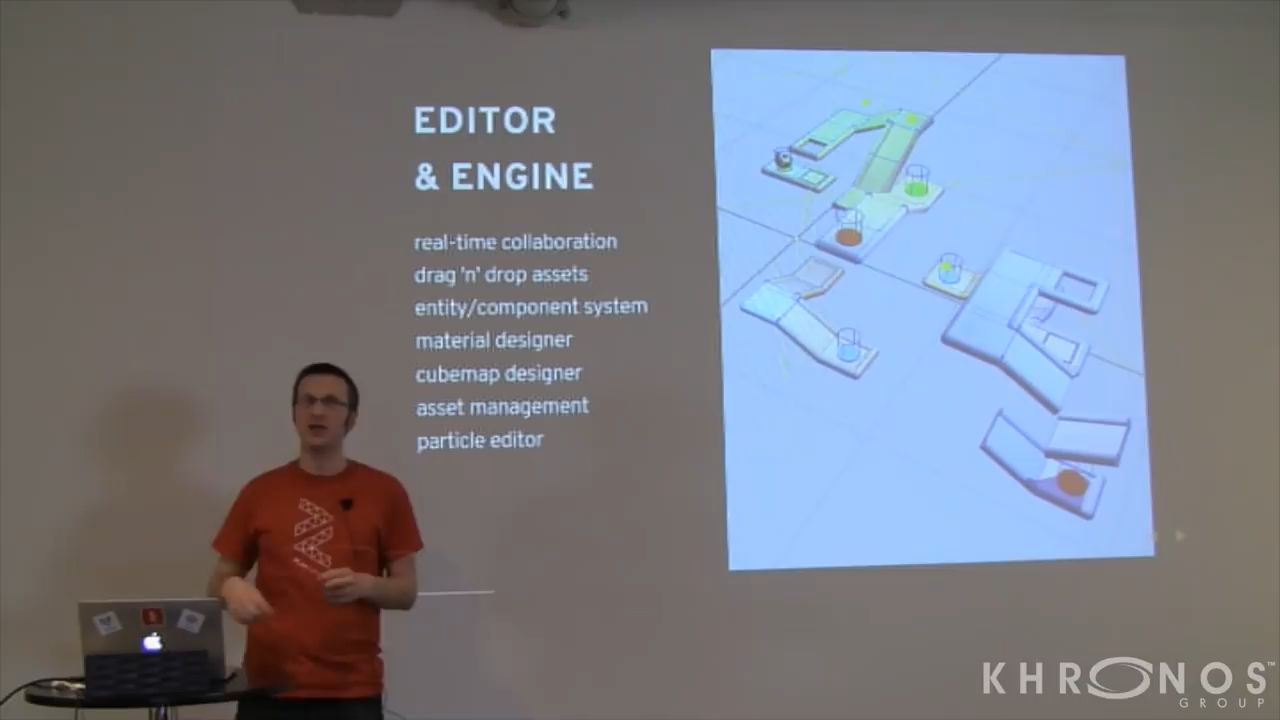 EDITOR
& ENGINE
real-time collaboration
drag 'n' drop assets
entity/component system
material designer
cubemap designer
asset management
particle editor
KHRONOS™
GROUP